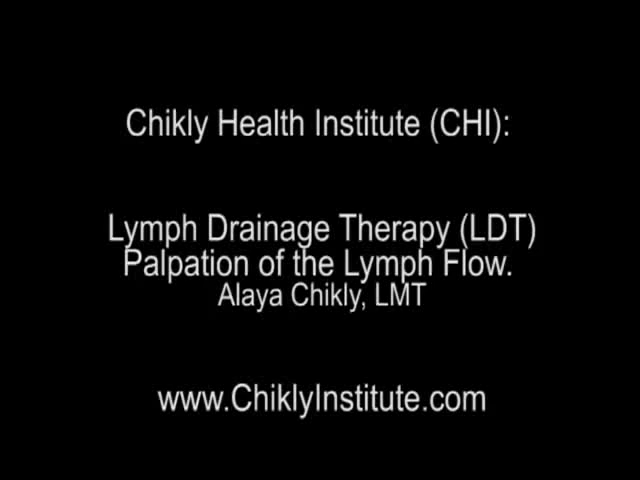 Chikly Health Institute (CHI):
Lymph Drainage Therapy (LDT)
Palpation of the Lymph Flow.
Alaya Chikly, LMT
www.ChiklyInstitute.com